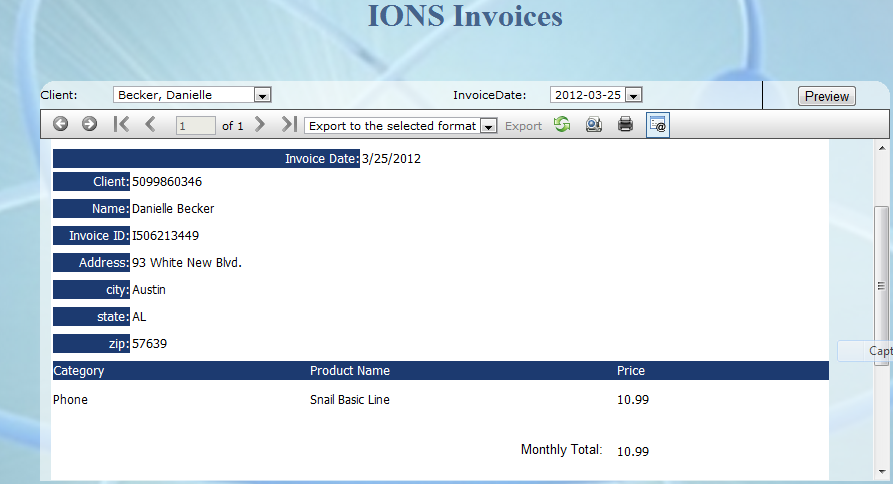 IONS Invoices
Client: Becker, Danielle InvoiceDate: 2012-03-25 Preview
1 of 1 Export to the selected format Export
Invoice Date: 3/25/2012
Client: 5099860346
Name: Danielle Becker
Invoice ID: I506213449
Address: 93 White New Blvd.
city: Austin
state: AL
zip: 57639
Capt
Category Product Name Price
Phone Snail Basic Line 10.99
Monthly Total: 10.99